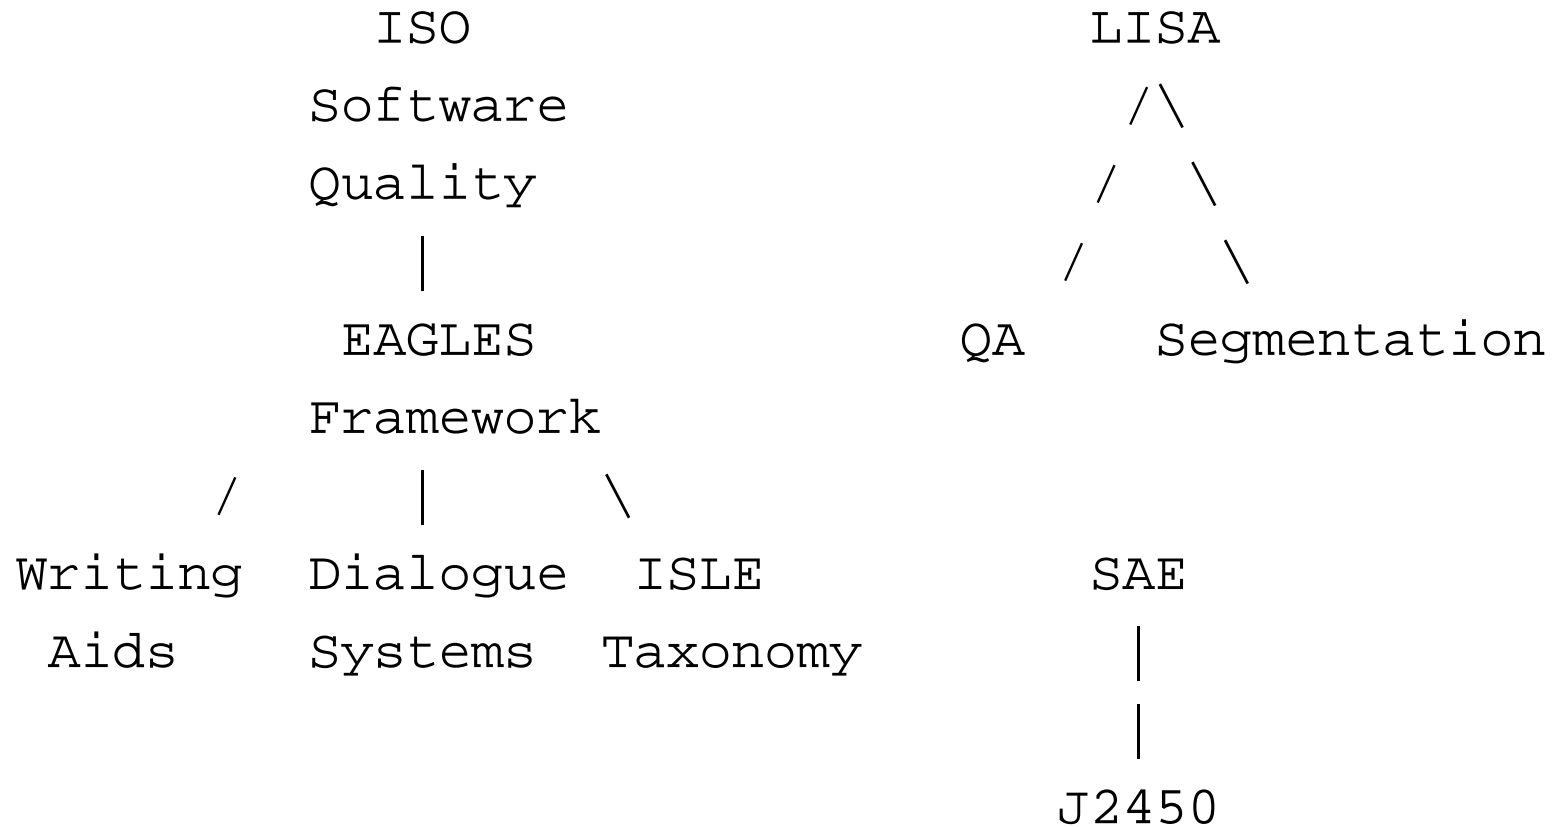 ISO
Software
Quality
|
EAGLES
Framework
/ | \
Writing Dialogue ISLE
Aids Systems Taxonomy
LISA
/\
/ \
/ \
QA Segmentation
SAE
|
|
J2450